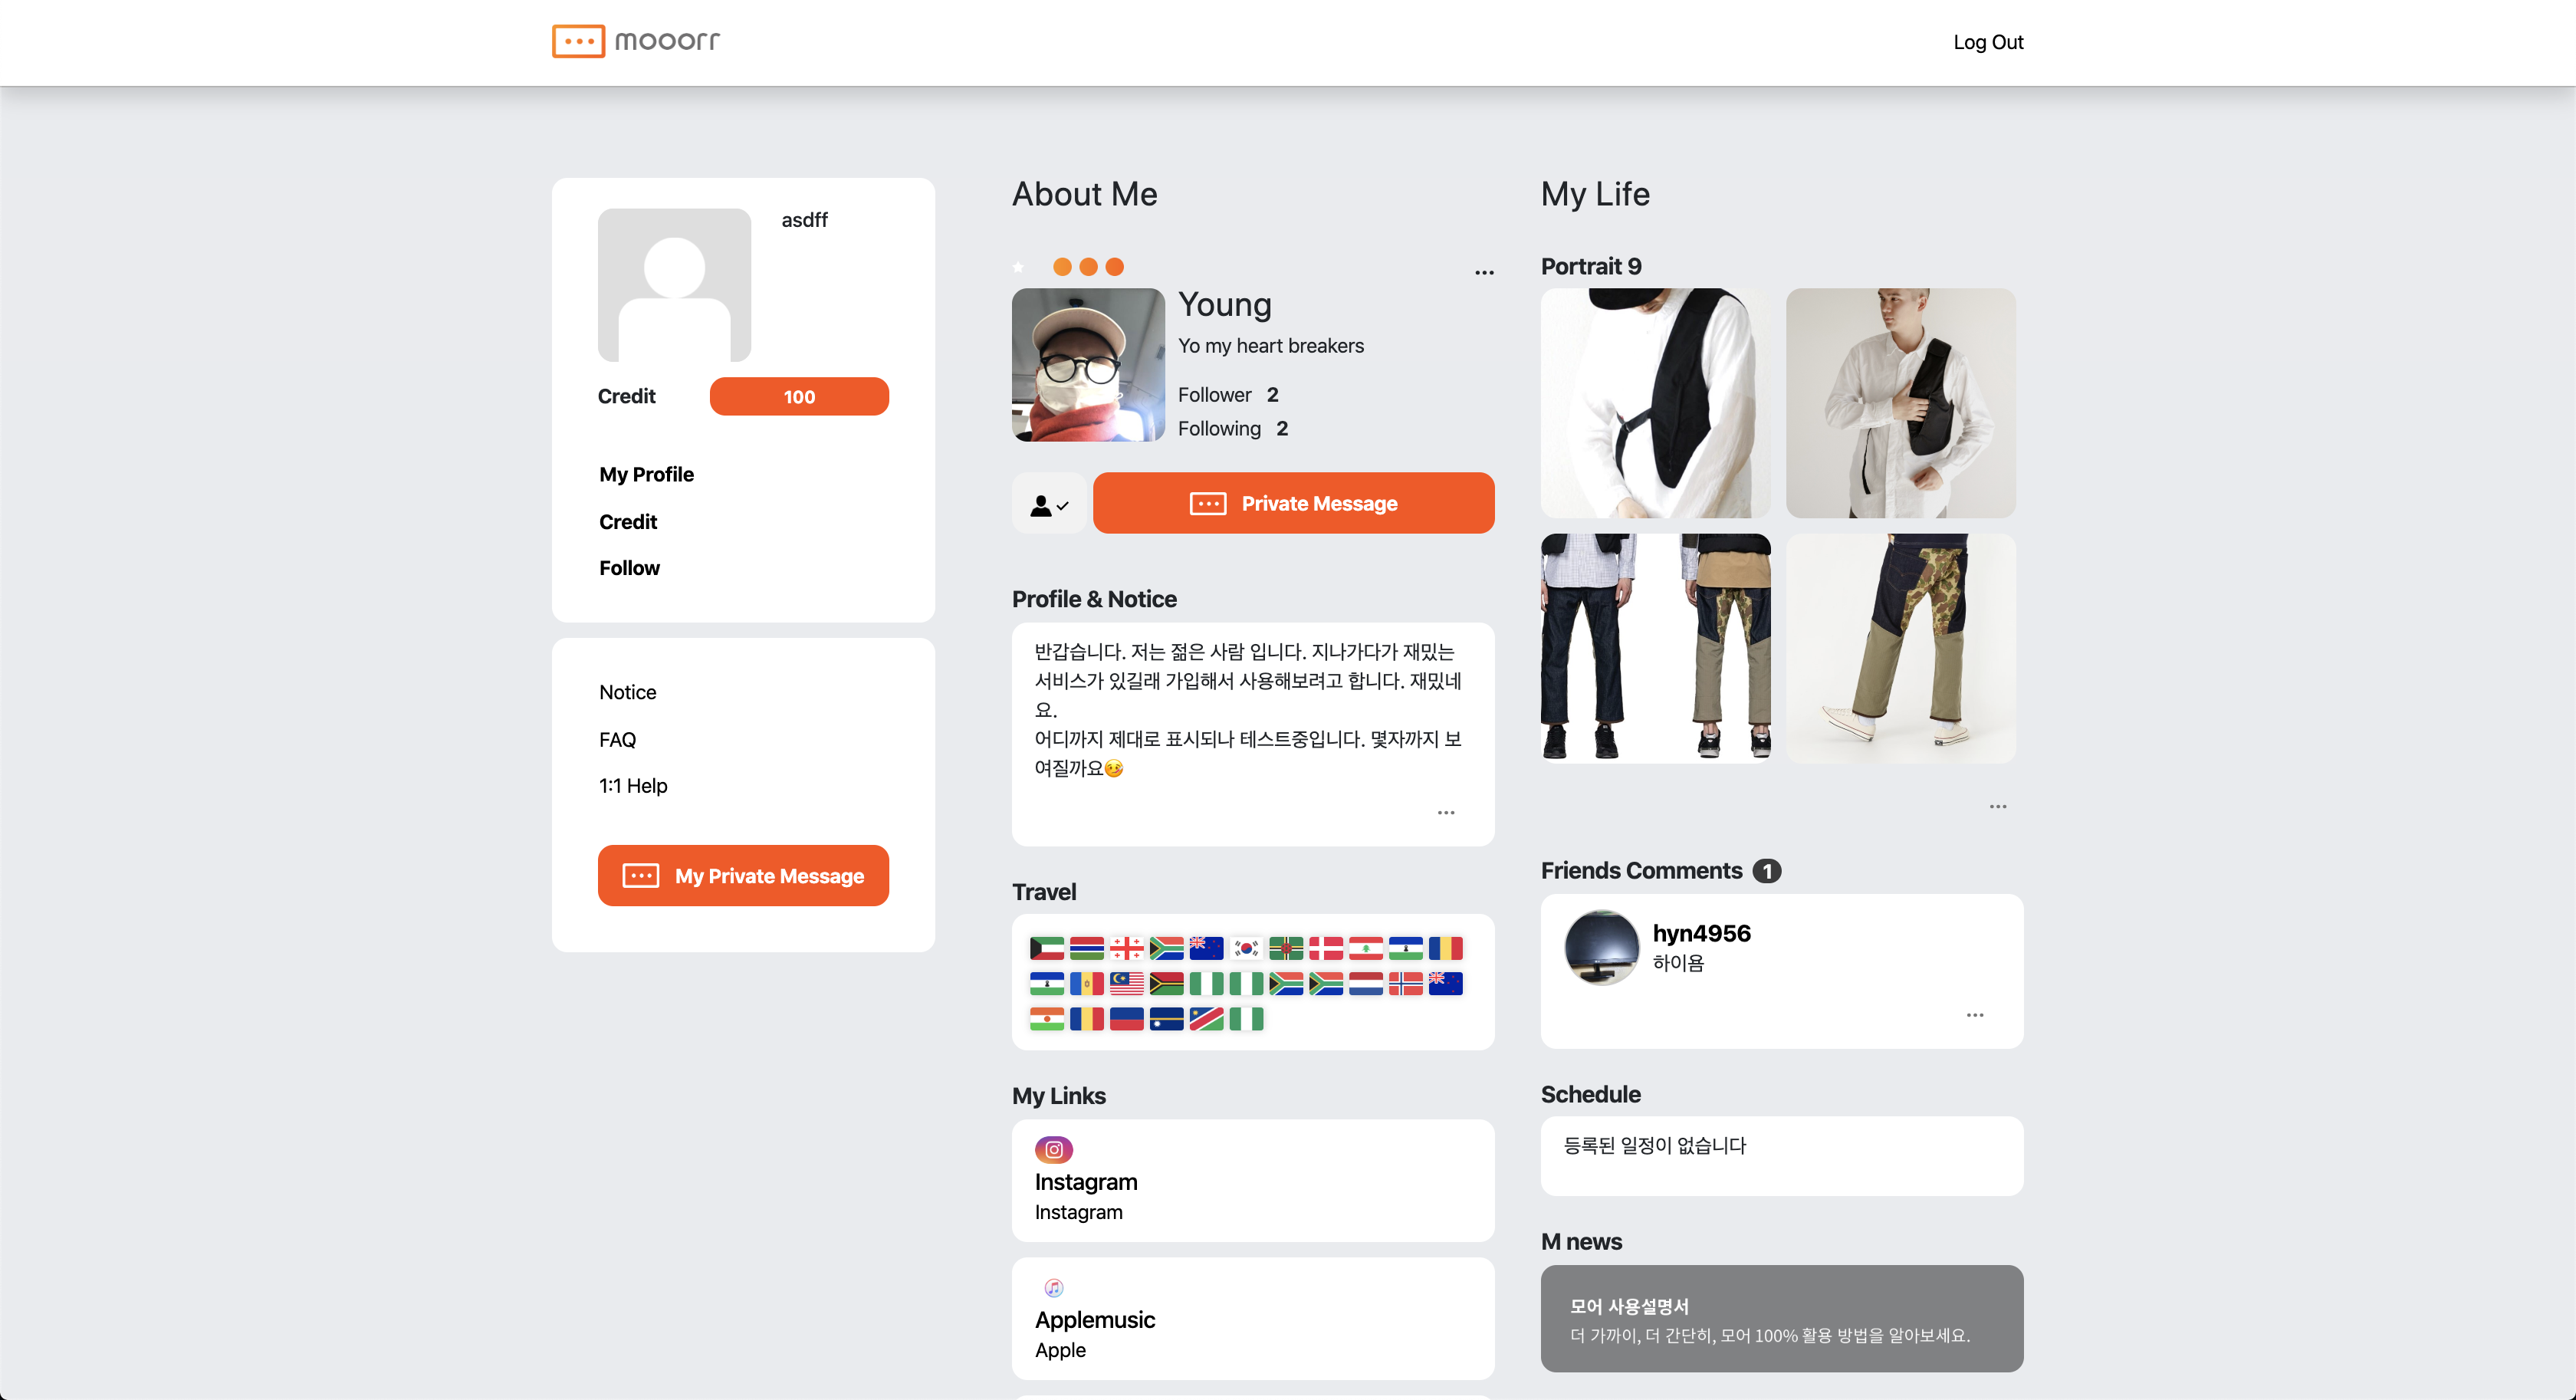 mooorr
Log Out
asdff
Credit 100
My Profile
Credit
Follow
Notice
FAQ
1:1 Help
My Private Message
About Me
Young
Yo my heart breakers
Follower 2
Following 2
Private Message
Profile & Notice
반갑습니다. 저는 젊은 사람 입니다. 지나가다가 재밌는
서비스가 있길래 가입해서 사용해보려고 합니다. 재밌네
요.
어디까지 제대로 표시되나 테스트중입니다. 몇자까지 보
여질까요🥴
Travel
My Links
Instagram
Instagram
Applemusic
Apple
My Life
Portrait 9
Friends Comments 1
hyn4956
하이욤
Schedule
등록된 일정이 없습니다
M news
모어 사용설명서
더 가까이, 더 간단히, 모어 100% 활용 방법을 알아보세요.